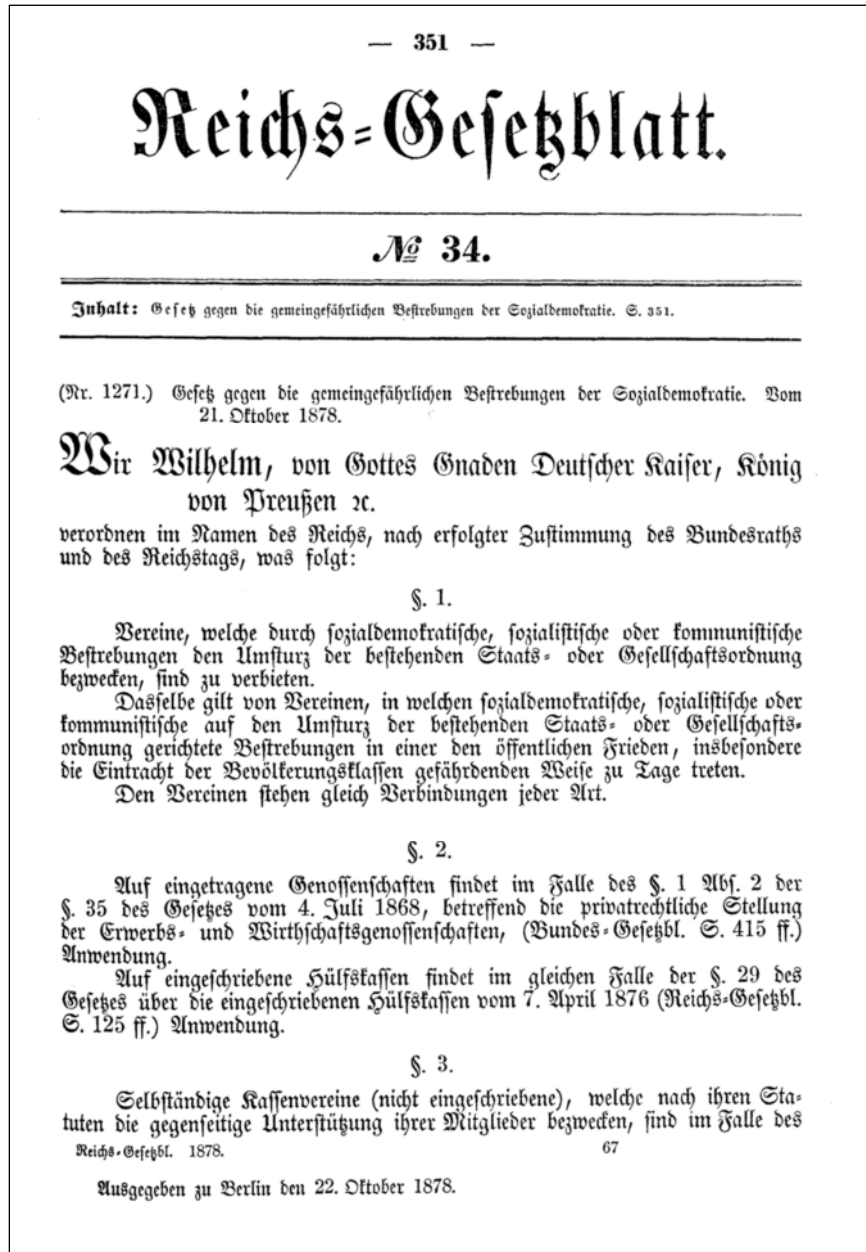 — 351 —
Reichs-Gesetzblatt.
№ 34.
Inhalt: Gesetz gegen die gemeingefährlichen Bestrebungen der Sozialdemokratie. S. 351.
(Nr. 1271.) Gesetz gegen die gemeingefährlichen Bestrebungen der Sozialdemokratie. Vom
21. Oktober 1878.
Wir Wilhelm, von Gottes Gnaden Deutscher Kaiser, König
von Preußen ꝛc.
verordnen im Namen des Reichs, nach erfolgter Zustimmung des Bundesraths
und des Reichstags, was folgt:
§. 1.
Vereine, welche durch sozialdemokratische, sozialistische oder kommunistische
Bestrebungen den Umsturz der bestehenden Staats- oder Gesellschaftsordnung
bezwecken, sind zu verbieten.
Dasselbe gilt von Vereinen, in welchen sozialdemokratische, sozialistische oder
kommunistische auf den Umsturz der bestehenden Staats- oder Gesellschafts-
ordnung gerichtete Bestrebungen in einer den öffentlichen Frieden, insbesondere
die Eintracht der Bevölkerungsklassen gefährdenden Weise zu Tage treten.
Den Vereinen stehen gleich Verbindungen jeder Art.
§. 2.
Auf eingetragene Genossenschaften findet im Falle des §. 1 Abs. 2 der
§. 35 des Gesetzes vom 4. Juli 1868, betreffend die privatrechtliche Stellung
der Erwerbs- und Wirthschaftsgenossenschaften, (Bundes-Gesetzbl. S. 415 ff.)
Anwendung.
Auf eingeschriebene Hülfskassen findet im gleichen Falle der §. 29 des
Gesetzes über die eingeschriebenen Hülfskassen vom 7. April 1876 (Reichs-Gesetzbl.
S. 125 ff.) Anwendung.
§. 3.
Selbständige Kassenvereine (nicht eingeschriebene), welche nach ihren Sta-
tuten die gegenseitige Unterstützung ihrer Mitglieder bezwecken, sind im Falle des
Reichs-Gesetzbl. 1878. 67
Ausgegeben zu Berlin den 22. Oktober 1878.